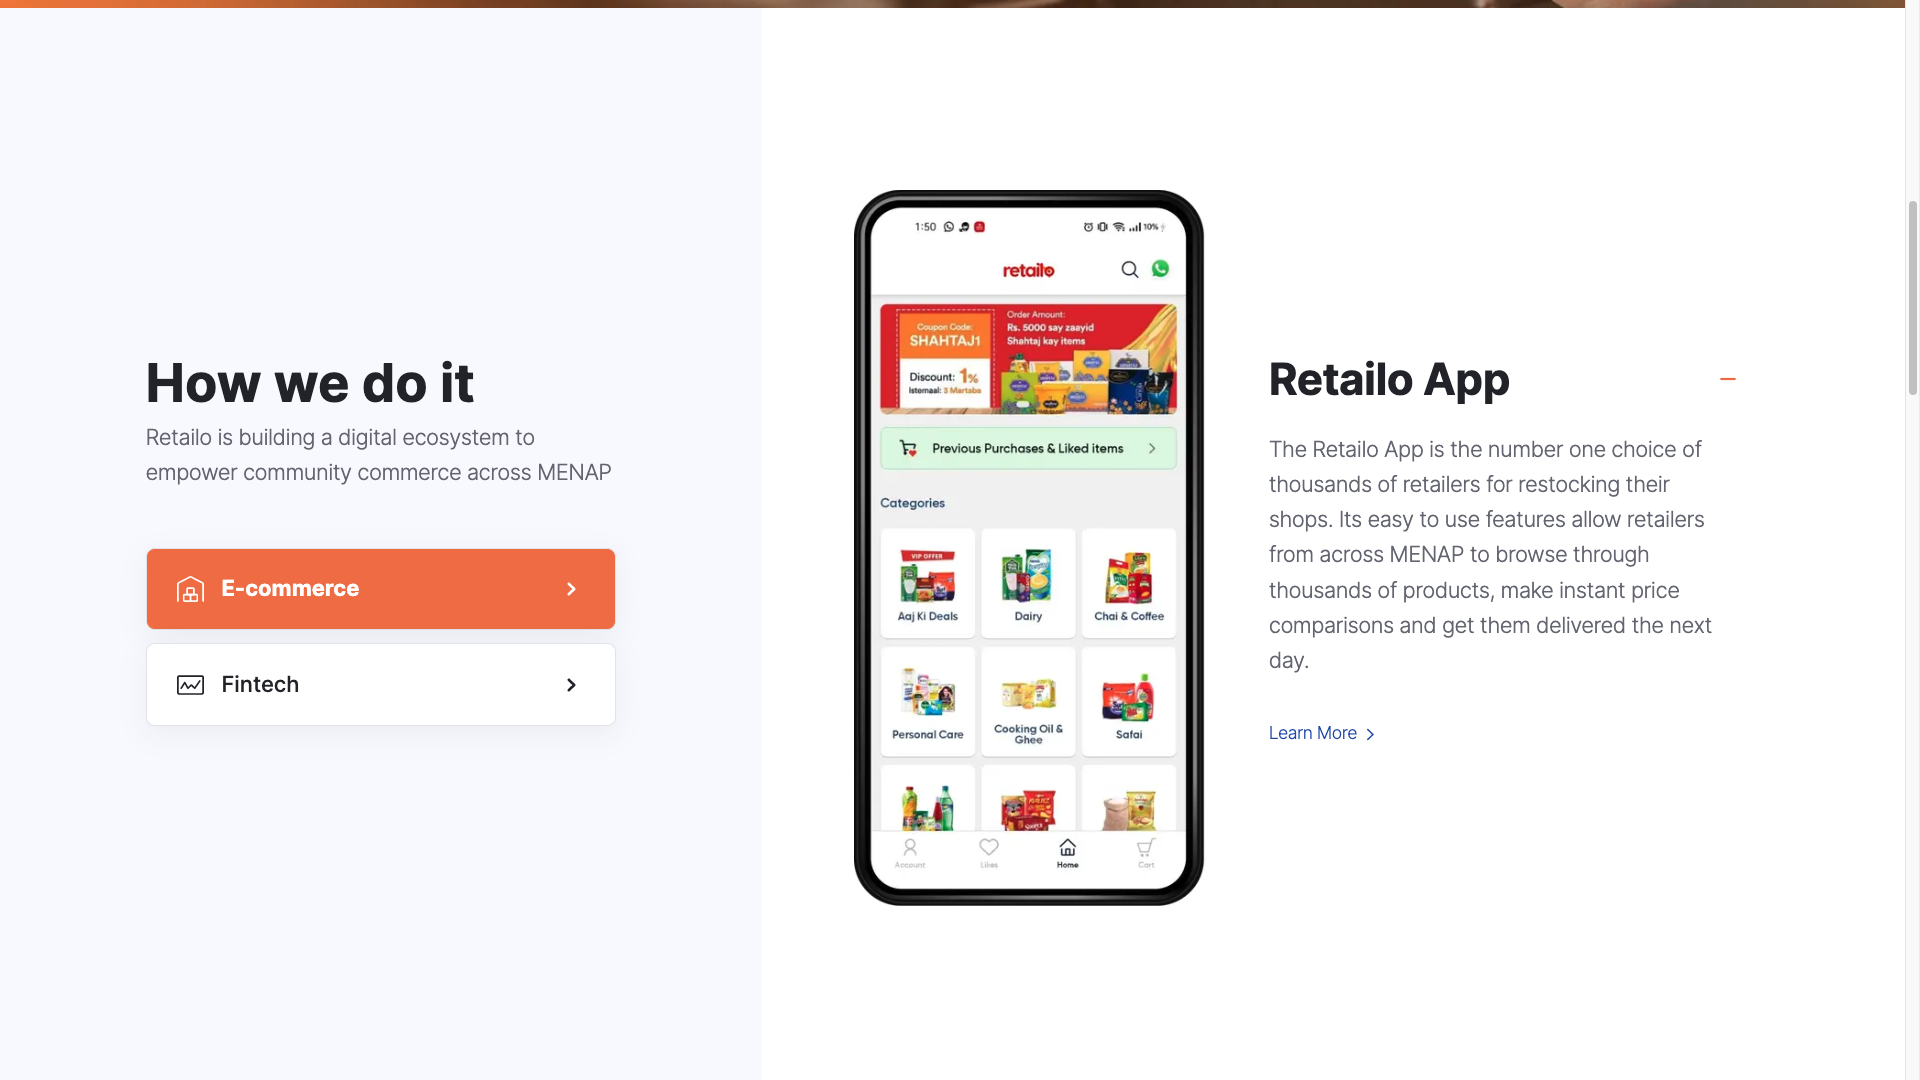 How we do it
Retailo is building a digital ecosystem to
empower community commerce across MENAP
E-commerce
Fintech
1:50
10%
retailo
Coupon Code:
SHAHTAJ1
Discount: 1%
Istemaal: 3 Martaba
Order Amount:
Rs. 5000 say zaayid
Shahtaj kay items
Previous Purchases & Liked items
Categories
VIP OFFER
Aaj Ki Deals
Dairy
Chai & Coffee
Personal Care
Cooking Oil &
Ghee
Safai
Account
Likes
Home
Cart
Retailo App
The Retailo App is the number one choice of
thousands of retailers for restocking their
shops. Its easy to use features allow retailers
from across MENAP to browse through
thousands of products, make instant price
comparisons and get them delivered the next
day.
Learn More